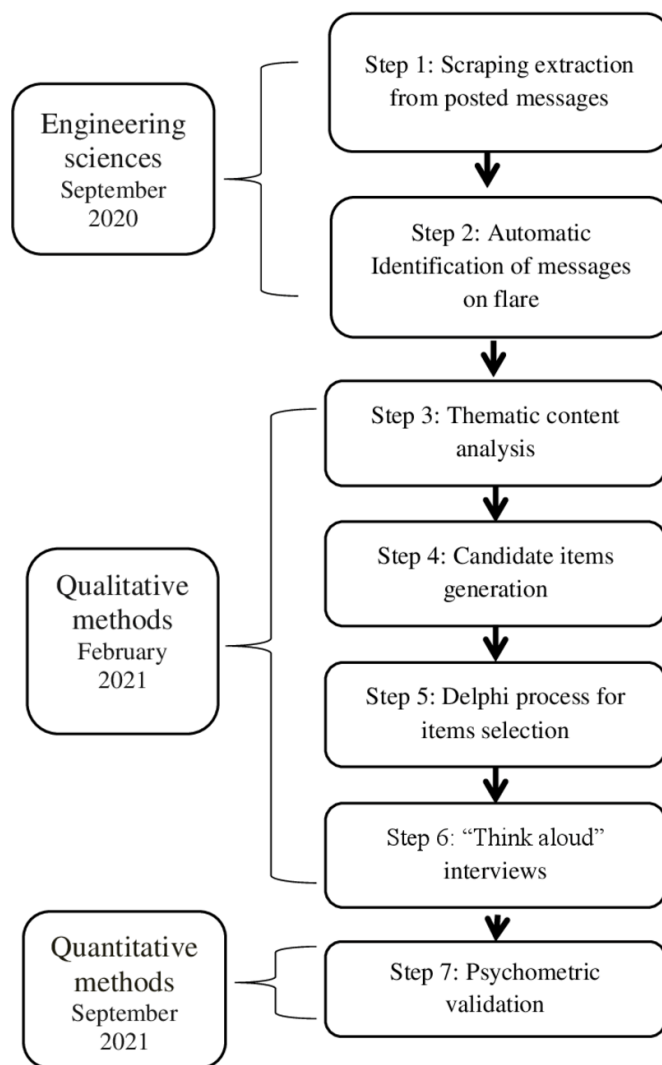 Engineering
sciences
September
2020
Step 1: Scraping extraction
from posted messages
Step 2: Automatic
Identification of messages
on flare
Qualitative
methods
February
2021
Step 3: Thematic content
analysis
Step 4: Candidate items
generation
Step 5: Delphi process for
items selection
Step 6: “Think aloud”
interviews
Quantitative
methods
September
2021
Step 7: Psychometric
validation